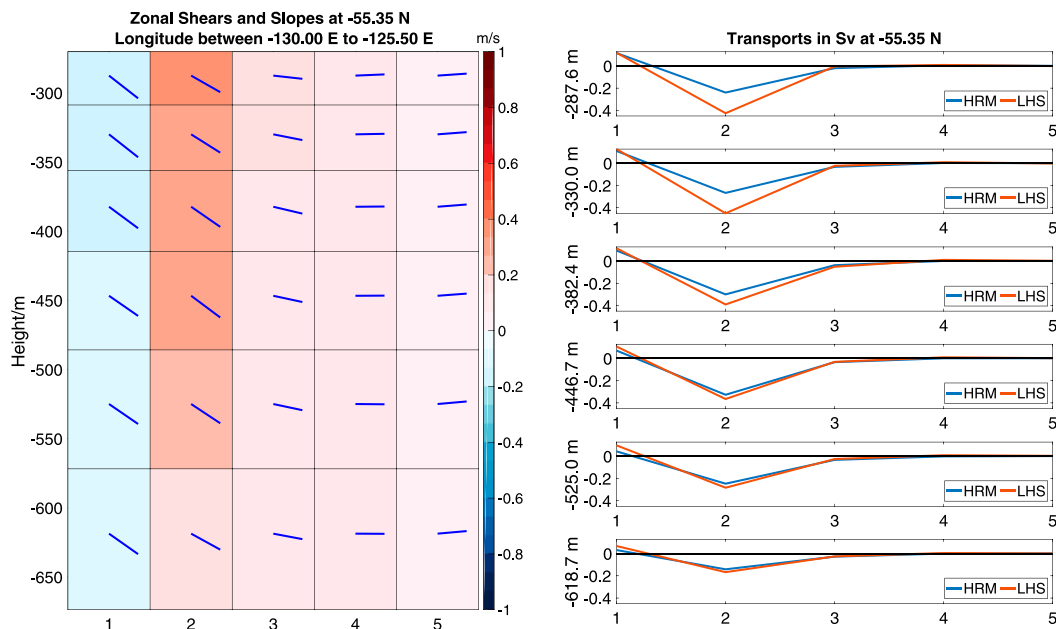 Zonal Shears and Slopes at -55.35 N
Longitude between -130.00 E to -125.50 E
m/s
Height/m
-300
-350
-400
-450
-500
-550
-600
-650
1 2 3 4 5
1
0.8
0.6
0.4
0.2
0
-0.2
-0.4
-0.6
-0.8
-1
Transports in Sv at -55.35 N
-287.6 m
0
-0.2
-0.4
HRM LHS
1 2 3 4 5
-330.0 m
0
-0.2
-0.4
HRM LHS
1 2 3 4 5
-382.4 m
0
-0.2
-0.4
HRM LHS
1 2 3 4 5
-446.7 m
0
-0.2
-0.4
HRM LHS
1 2 3 4 5
-525.0 m
0
-0.2
-0.4
HRM LHS
1 2 3 4 5
-618.7 m
0
-0.2
-0.4
HRM LHS
1 2 3 4 5